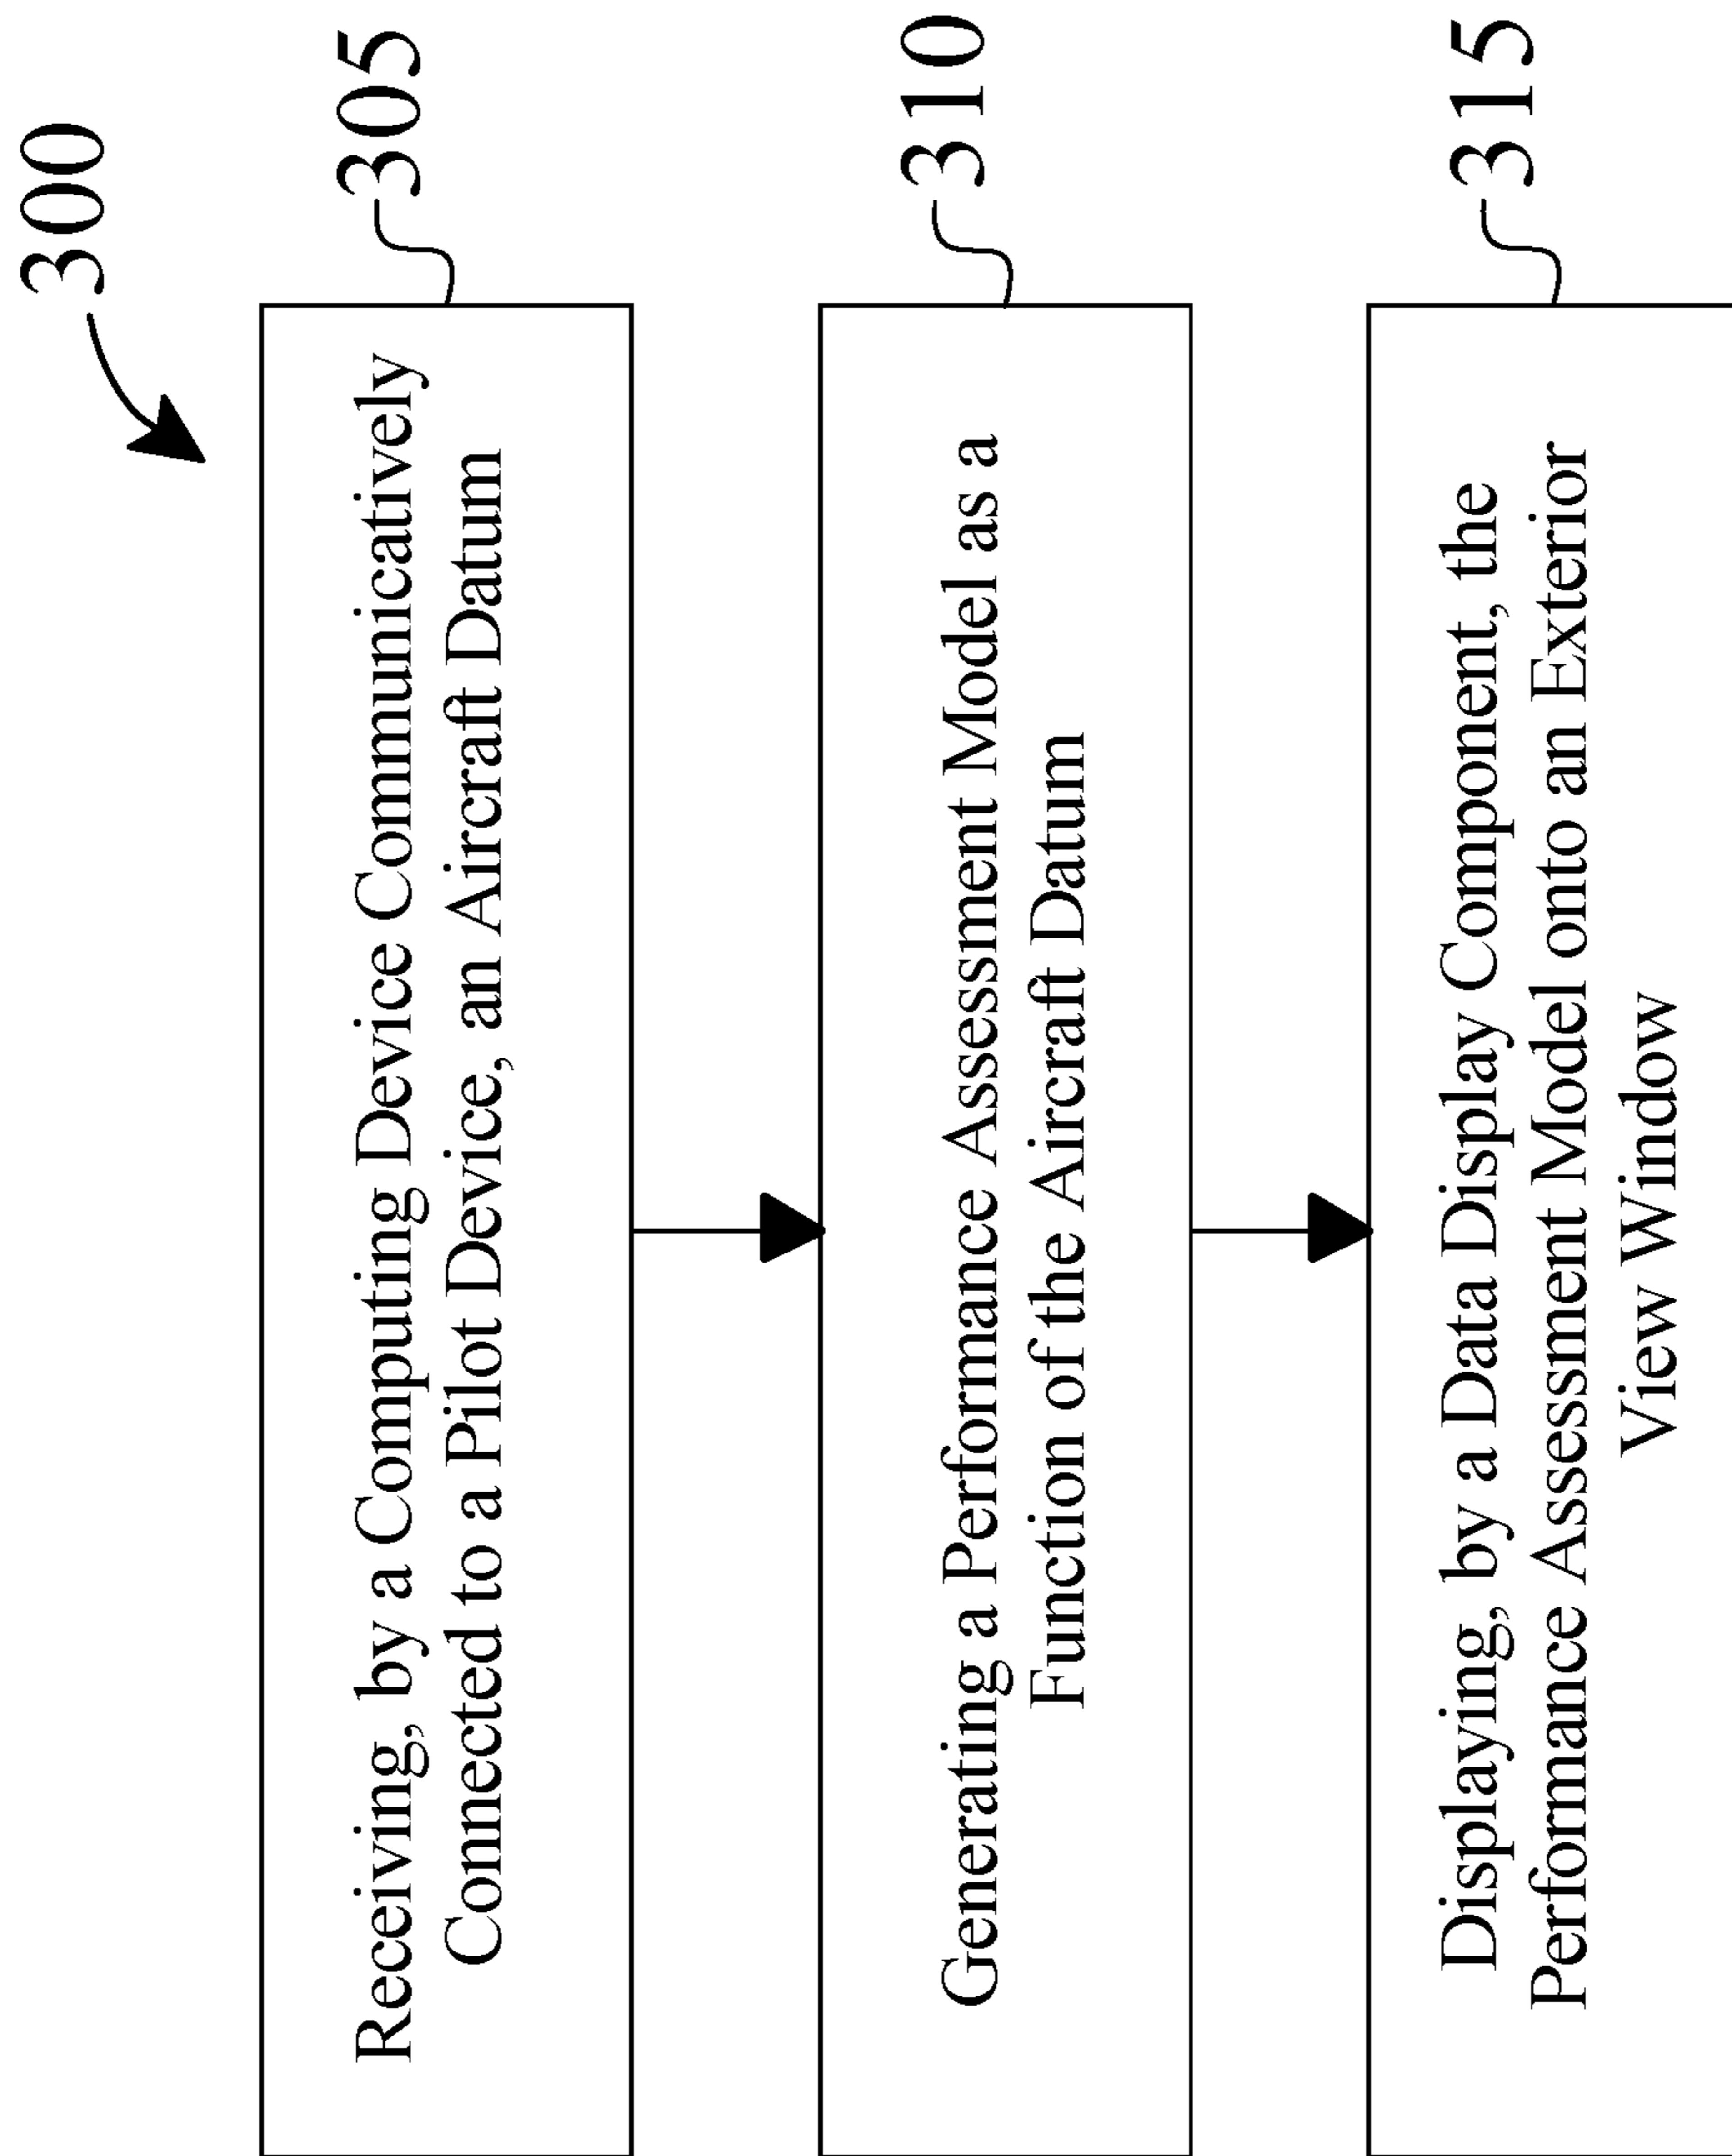 300
305
Receiving, by a Computing Device Communicatively
Connected to a Pilot Device, an Aircraft Datum
310
Generating a Performance Assessment Model as a
Function of the Aircraft Datum
315
Displaying, by a Data Display Component, the
Performance Assessment Model onto an Exterior
View Window